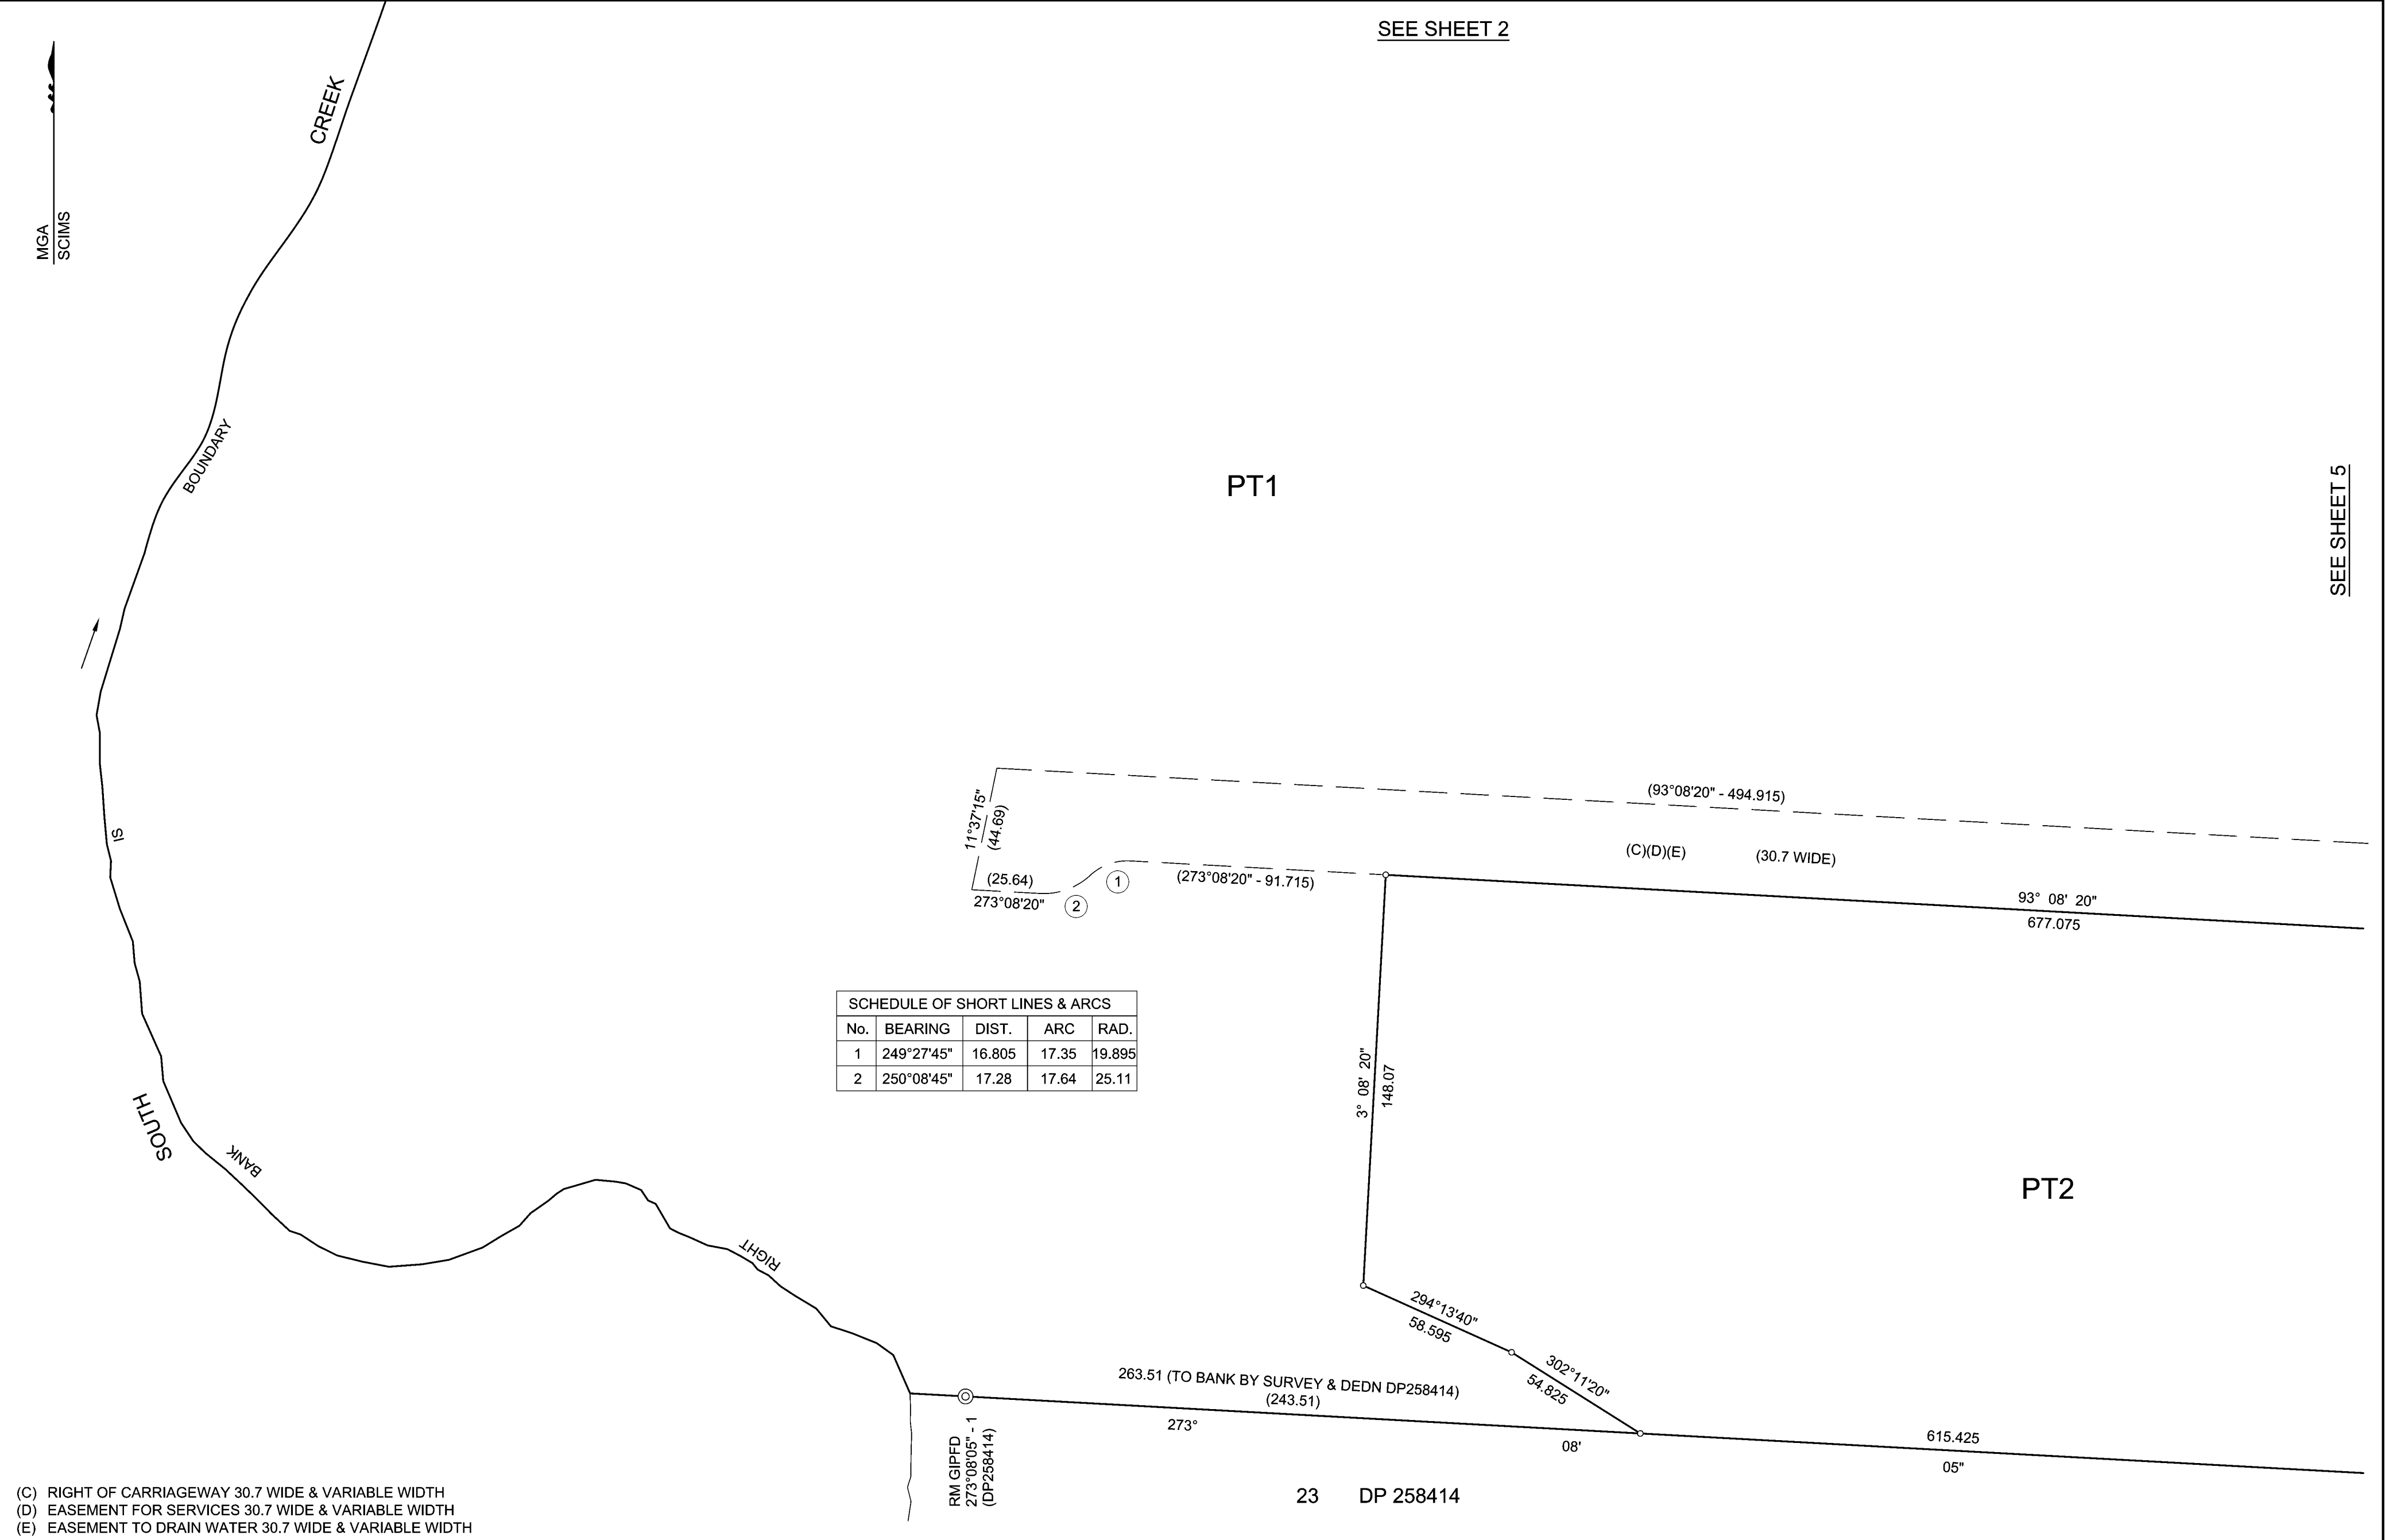 SEE SHEET 2
MGA
SCIMS
CREEK
BOUNDARY
PT1
SEE SHEET 5
IS
(93°08'20" - 494.915)
11°37'15"
(44.69)
(C)(D)(E) (30.7 WIDE)
(25.64)
273°08'20"
2
1
(273°08'20" - 91.715)
93° 08' 20"
677.075
SCHEDULE OF SHORT LINES & ARCS
No. BEARING DIST. ARC RAD.
1 249°27'45" 16.805 17.35 19.895
2 250°08'45" 17.28 17.64 25.11
3° 08' 20"
148.07
SOUTH
BANK
PT2
RIGHT
294°13'40"
58.595
302°11'20"
54.825
263.51 (TO BANK BY SURVEY & DEDN DP258414)
(243.51)
273° 08' 05"
615.425
RM GIPFD
273°08'05" - 1
(DP258414)
23 DP 258414
(C) RIGHT OF CARRIAGEWAY 30.7 WIDE & VARIABLE WIDTH
(D) EASEMENT FOR SERVICES 30.7 WIDE & VARIABLE WIDTH
(E) EASEMENT TO DRAIN WATER 30.7 WIDE & VARIABLE WIDTH